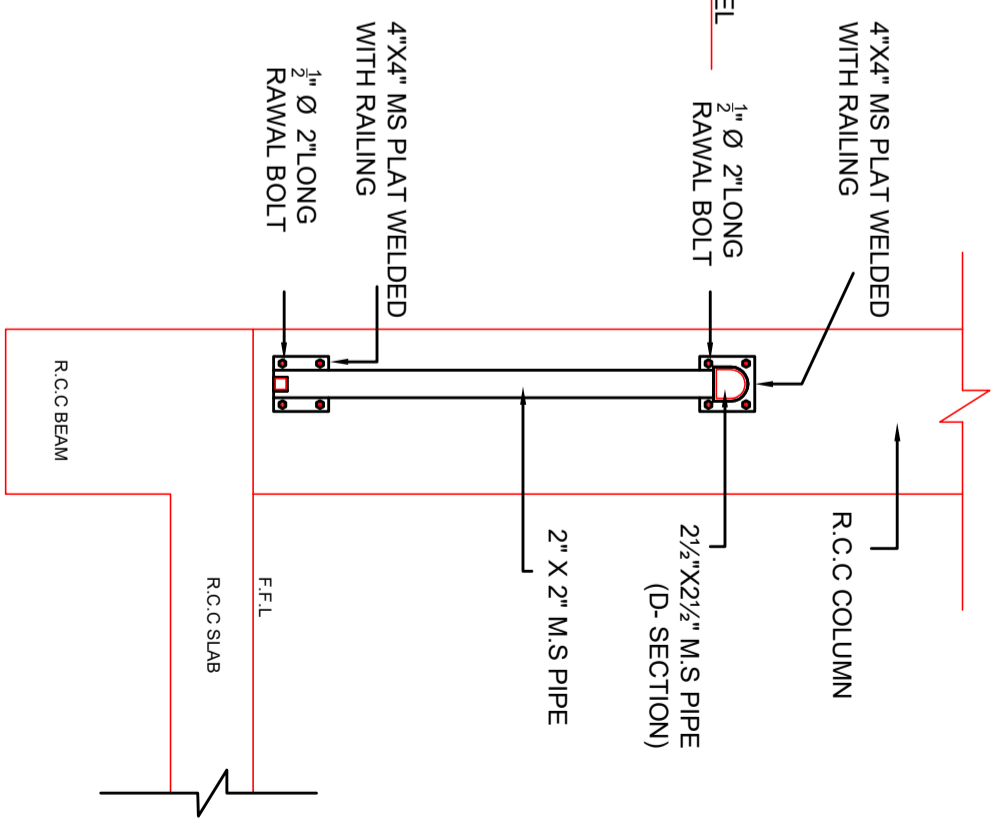 EL
4"X4" MS PLAT WELDED
WITH RAILING
½" Ø 2"LONG
RAWAL BOLT
4"X4" MS PLAT WELDED
WITH RAILING
½" Ø 2"LONG
RAWAL BOLT
R.C.C COLUMN
2½"X2½" M.S PIPE
(D- SECTION)
2" X 2" M.S PIPE
F.F.L
R.C.C SLAB
R.C.C BEAM